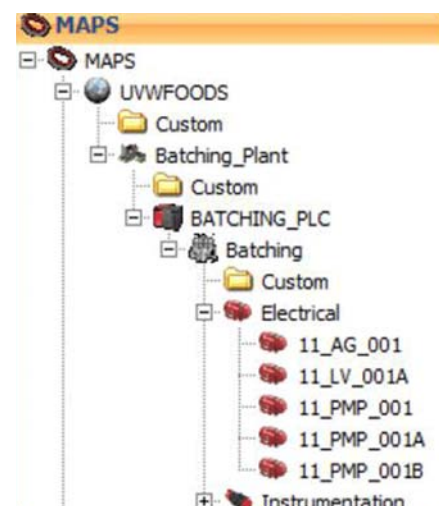 MAPS
MAPS
UVWFOODS
Custom
Batching_Plant
Custom
BATCHING_PLC
Batching
Custom
Electrical
11_AG_001
11_LV_001A
11_PMP_001
11_PMP_001A
11_PMP_001B
Instrumentation